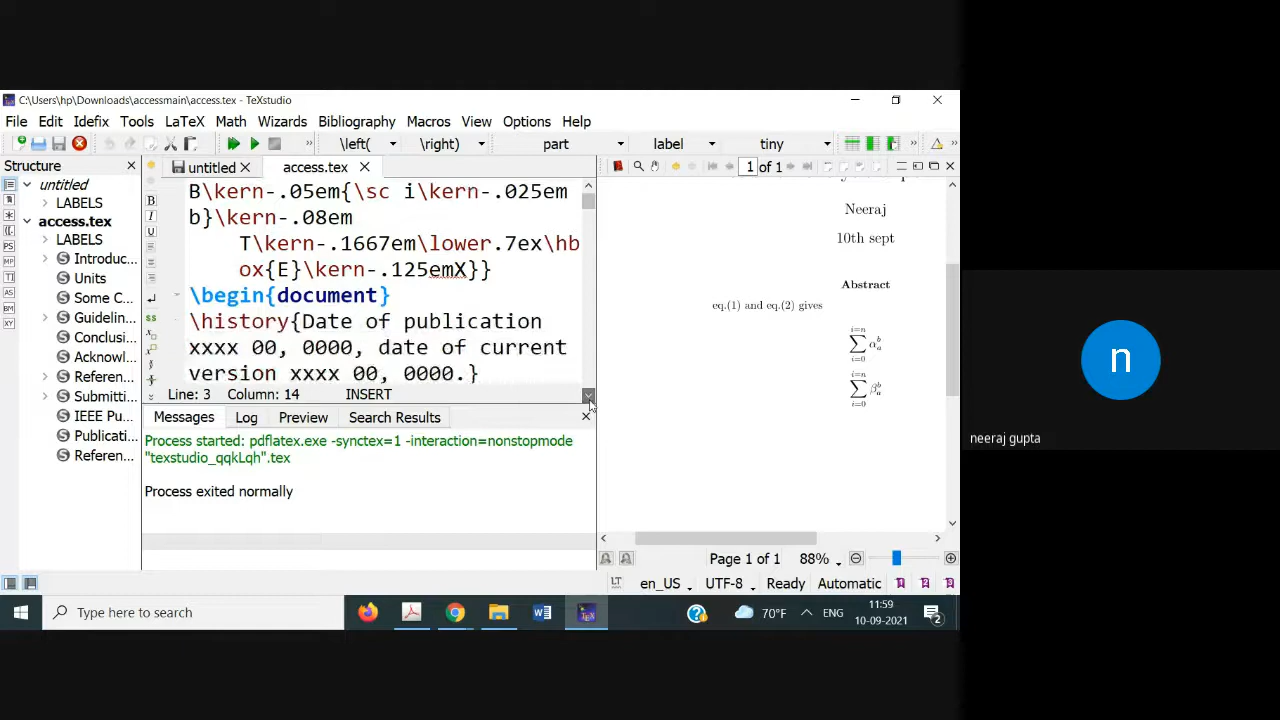 C:\Users\hp\Downloads\accessmain\access.tex - TeXstudio
File Edit Idefix Tools LaTeX Math Wizards Bibliography Macros View Options Help
\left( \right) part label tiny
Structure
untitled access.tex
1 of 1
untitled
LABELS
access.tex
LABELS
Introduc...
Units
Some C...
Guidelin...
Conclusi...
Acknowl...
Referen...
Submitti...
IEEE Pu...
Publicati...
Referen...
B\kern-.05em{\sc i\kern-.025em
b}\kern-.08em
T\kern-.1667em\lower.7ex\hb
ox{E}\kern-.125emX}}
\begin{document}
\history{Date of publication
xxxx 00, 0000, date of current
version xxxx 00, 0000.}
Line: 3 Column: 14 INSERT
Messages Log Preview Search Results
Process started: pdflatex.exe -synctex=1 -interaction=nonstopmode
"texstudio_qqkLqh".tex
Process exited normally
Neeraj
10th sept
Abstract
eq.(1) and eq.(2) gives
i=n
∑ α_a^b
i=0
i=n
∑ β_a^b
i=0
Page 1 of 1 88%
en_US UTF-8 Ready Automatic
Type here to search
70°F ENG
11:59
10-09-2021
2
n
neeraj gupta